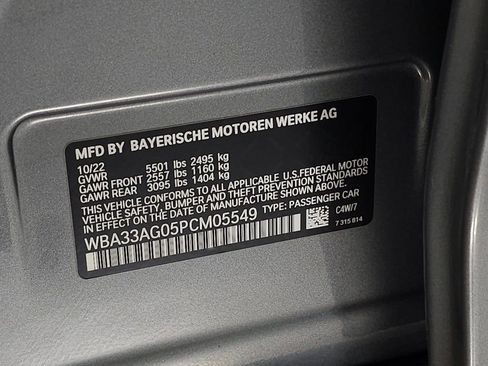 MFD BY BAYERISCHE MOTOREN WERKE AG
10/22 5501 lbs 2495 kg
GVWR
GAWR FRONT 2557 lbs 1160 kg
GAWR REAR 3095 lbs 1404 kg
THIS VEHICLE CONFORMS TO ALL APPLICABLE U.S. FEDERAL MOTOR
VEHICLE SAFETY, BUMPER AND THEFT PREVENTION STANDARDS
IN EFFECT ON THE DATE OF MANUFACTURE SHOWN ABOVE.
WBA33AG05PCM05549 TYPE: PASSENGER CAR
C4W/7
7 315 814